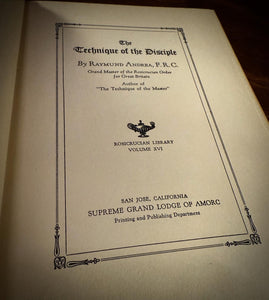 The
Technique of the Disciple
By Raymund Andrea, F. R. C.
Grand Master of the Rosicrucian Order
for Great Britain
Author of
"The Technique of the Master"
ROSICRUCIAN LIBRARY
VOLUME XVI
SAN JOSE, CALIFORNIA
SUPREME GRAND LODGE OF AMORC
Printing and Publishing Department